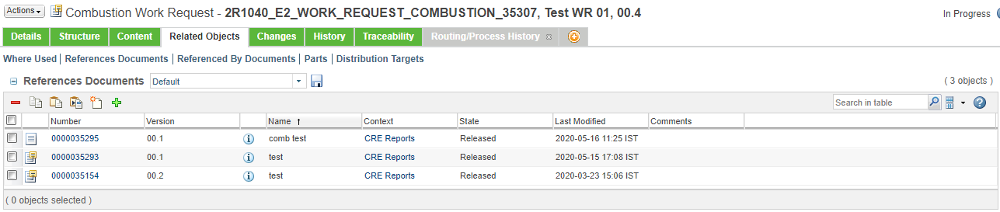 Actions Combustion Work Request - 2R1040_E2_WORK_REQUEST_COMBUSTION_35307, Test WR 01, 00.4 In Progress
Details Structure Content Related Objects Changes History Traceability Routing/Process History
Where Used | References Documents | Referenced By Documents | Parts | Distribution Targets
References Documents Default ( 3 objects )
Search in table
Number Version Name Context State Last Modified Comments
0000035295 00.1 comb test CRE Reports Released 2020-05-16 11:25 IST
0000035293 00.1 test CRE Reports Released 2020-05-15 17:08 IST
0000035154 00.2 test CRE Reports Released 2020-03-23 15:06 IST
( 0 objects selected )